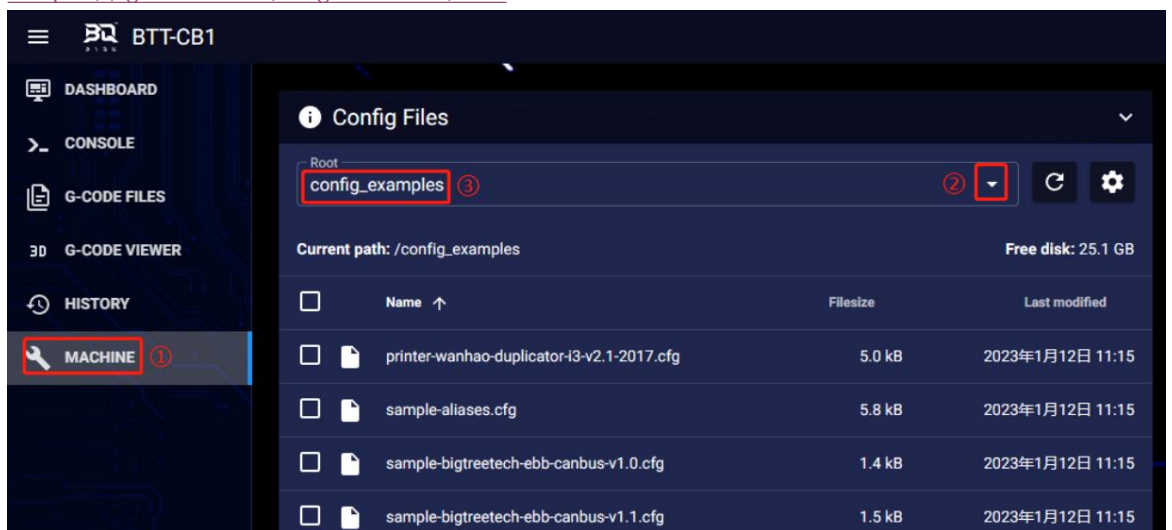 BQ BTT-CB1
DASHBOARD
CONSOLE
G-CODE FILES
3D G-CODE VIEWER
HISTORY
MACHINE ①
Config Files
Root
config_examples ③ ②
Current path: /config_examples Free disk: 25.1 GB
Name ↑ Filesize Last modified
printer-wanhao-duplicator-i3-v2.1-2017.cfg 5.0 kB 2023年1月12日 11:15
sample-aliases.cfg 5.8 kB 2023年1月12日 11:15
sample-bigtreetech-ebb-canbus-v1.0.cfg 1.4 kB 2023年1月12日 11:15
sample-bigtreetech-ebb-canbus-v1.1.cfg 1.5 kB 2023年1月12日 11:15